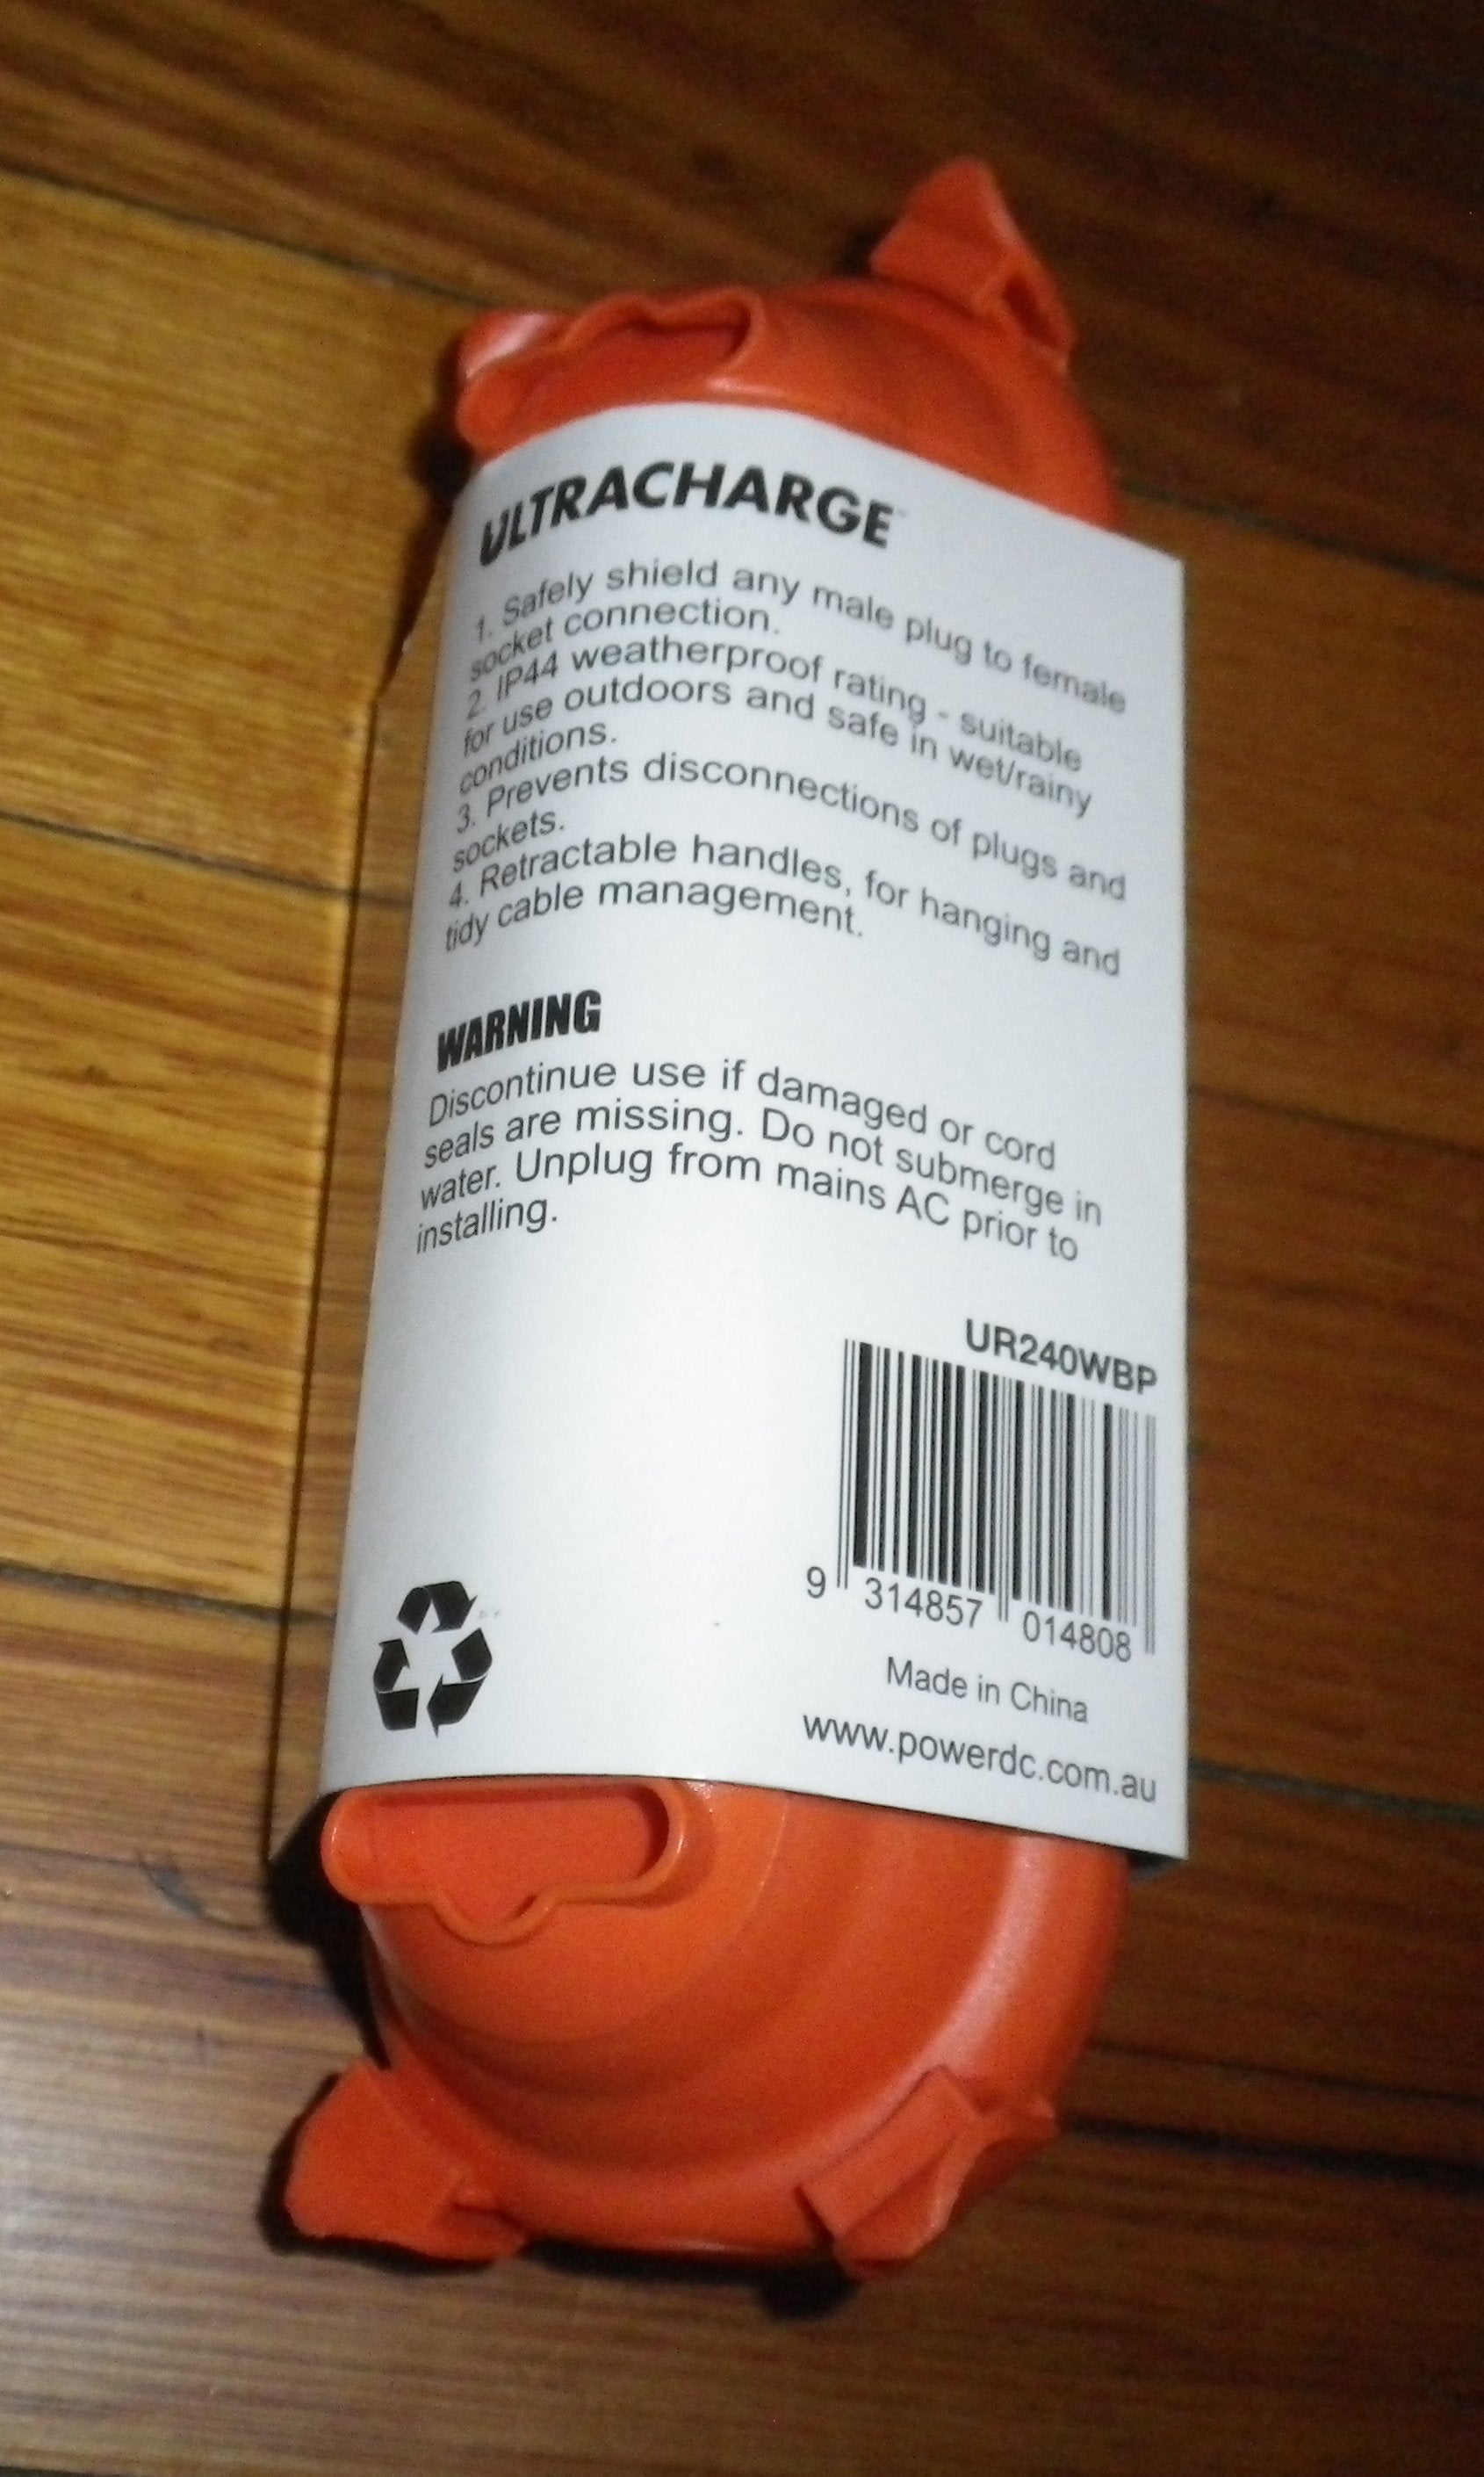 ULTRACHARGE™
1. Safely shield any male plug to female
socket connection.
2. IP44 weatherproof rating - suitable
for use outdoors and safe in wet/rainy
conditions.
3. Prevents disconnections of plugs and
sockets.
4. Retractable handles, for hanging and
tidy cable management.
WARNING
Discontinue use if damaged or cord
seals are missing. Do not submerge in
water. Unplug from mains AC prior to
installing.
UR240WBP
9 314857 014808
Made in China
www.powerdc.com.au